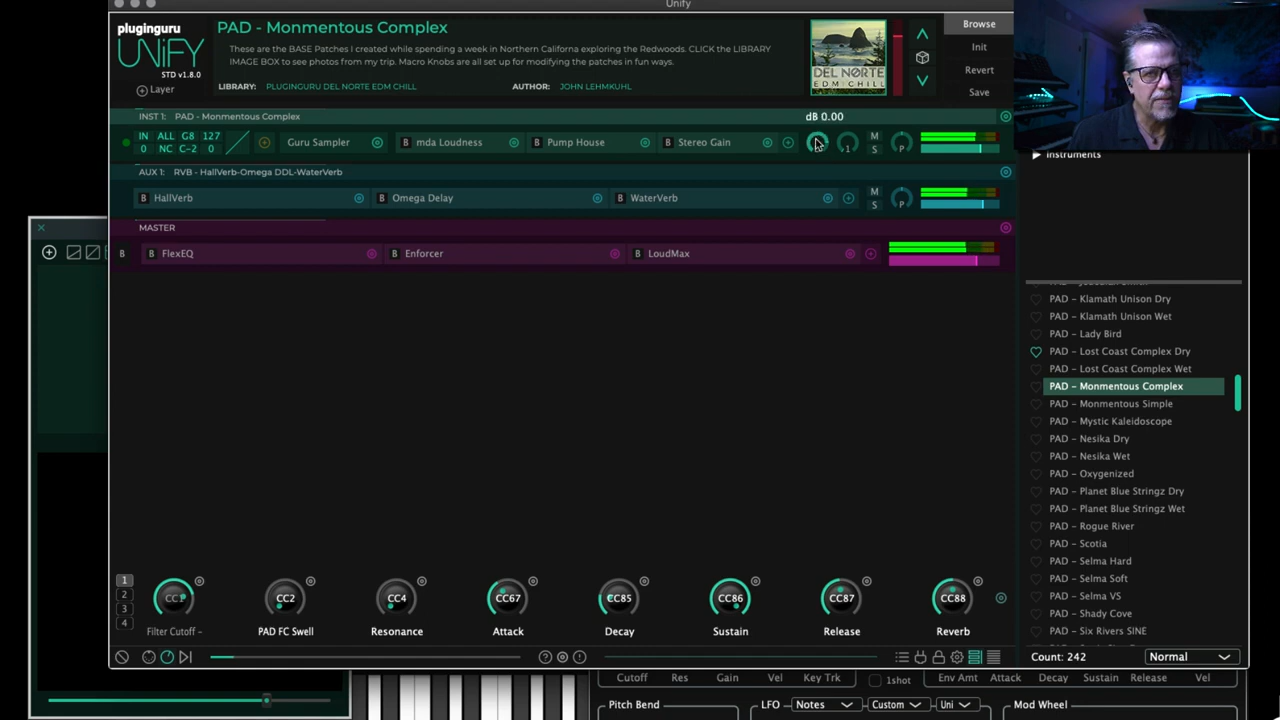 Unify
pluginguru
UNIFY
STD v1.8.0
Layer
PAD - Monmentous Complex
These are the BASE Patches I created while spending a week in Northern Californa exploring the Redwoods. CLICK the LIBRARY
IMAGE BOX to see photos from my trip. Macro Knobs are all set up for modifying the patches in fun ways.
LIBRARY: PLUGINGURU DEL NORTE EDM CHILL AUTHOR: JOHN LEHMKUHL
DEL NORTE
EDM CHILL
Browse
Init
Revert
Save
INST 1: PAD - Monmentous Complex dB 0.00
IN ALL G8 127
0 NC C-2 0
Guru Sampler B mda Loudness B Pump House B Stereo Gain 1 M S P
AUX 1: RVB - HallVerb-Omega DDL-WaterVerb
B HallVerb B Omega Delay B WaterVerb M S P
MASTER
B B FlexEQ B Enforcer B LoudMax
Instruments
PAD – Klamath Unison Dry
PAD – Klamath Unison Wet
PAD – Lady Bird
PAD – Lost Coast Complex Dry
PAD – Lost Coast Complex Wet
PAD – Monmentous Complex
PAD – Monmentous Simple
PAD – Mystic Kaleidoscope
PAD – Nesika Dry
PAD – Nesika Wet
PAD – Oxygenized
PAD – Planet Blue Stringz Dry
PAD – Planet Blue Stringz Wet
PAD – Rogue River
PAD – Scotia
PAD – Selma Hard
PAD – Selma Soft
PAD – Selma VS
PAD – Shady Cove
PAD – Six Rivers SINE
Count: 242 Normal
1
2
3
4
CC1 CC2 CC4 CC67 CC85 CC86 CC87 CC88
Filter Cutoff - PAD FC Swell Resonance Attack Decay Sustain Release Reverb
Cutoff Res Gain Vel Key Trk 1shot Env Amt Attack Decay Sustain Release Vel
Pitch Bend LFO Notes Custom Uni Mod Wheel